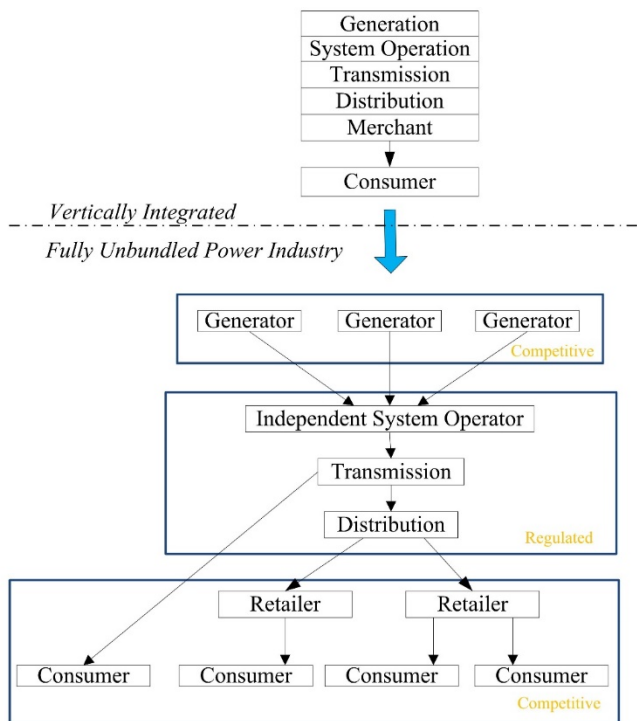 Generation
System Operation
Transmission
Distribution
Merchant
Consumer
Vertically Integrated
Fully Unbundled Power Industry
Generator Generator Generator
Competitive
Independent System Operator
Transmission
Distribution
Regulated
Retailer Retailer
Consumer Consumer Consumer Consumer
Competitive